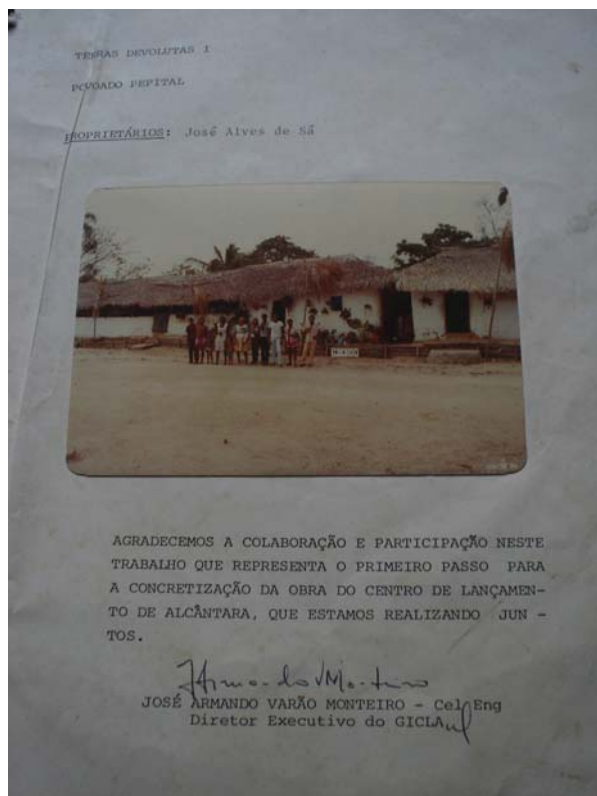 TERRAS DEVOLUTAS I
POVOADO PEPITAL
PROPRIETÁRIOS: José Alves de Sã
AGRADECEMOS A COLABORAÇÃO E PARTICIPAÇÃO NESTE
TRABALHO QUE REPRESENTA O PRIMEIRO PASSO PARA
A CONCRETIZAÇÃO DA OBRA DO CENTRO DE LANÇAMEN-
TO DE ALCÂNTARA, QUE ESTAMOS REALIZANDO JUN -
TOS.
JOSÉ ARMANDO VARÃO MONTEIRO - Cel Eng
Diretor Executivo do GICLA